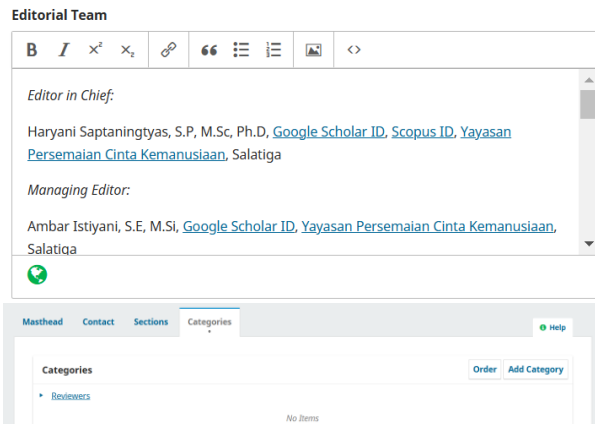 Editorial Team
B I x² x₂
Editor in Chief:
Haryani Saptaningtyas, S.P, M.Sc, Ph.D, Google Scholar ID, Scopus ID, Yayasan
Persemaian Cinta Kemanusiaan, Salatiga
Managing Editor:
Ambar Istiyani, S.E, M.Si, Google Scholar ID, Yayasan Persemaian Cinta Kemanusiaan,
Salatiga
Masthead Contact Sections Categories
Help
Categories Order Add Category
Reviewers
No Items